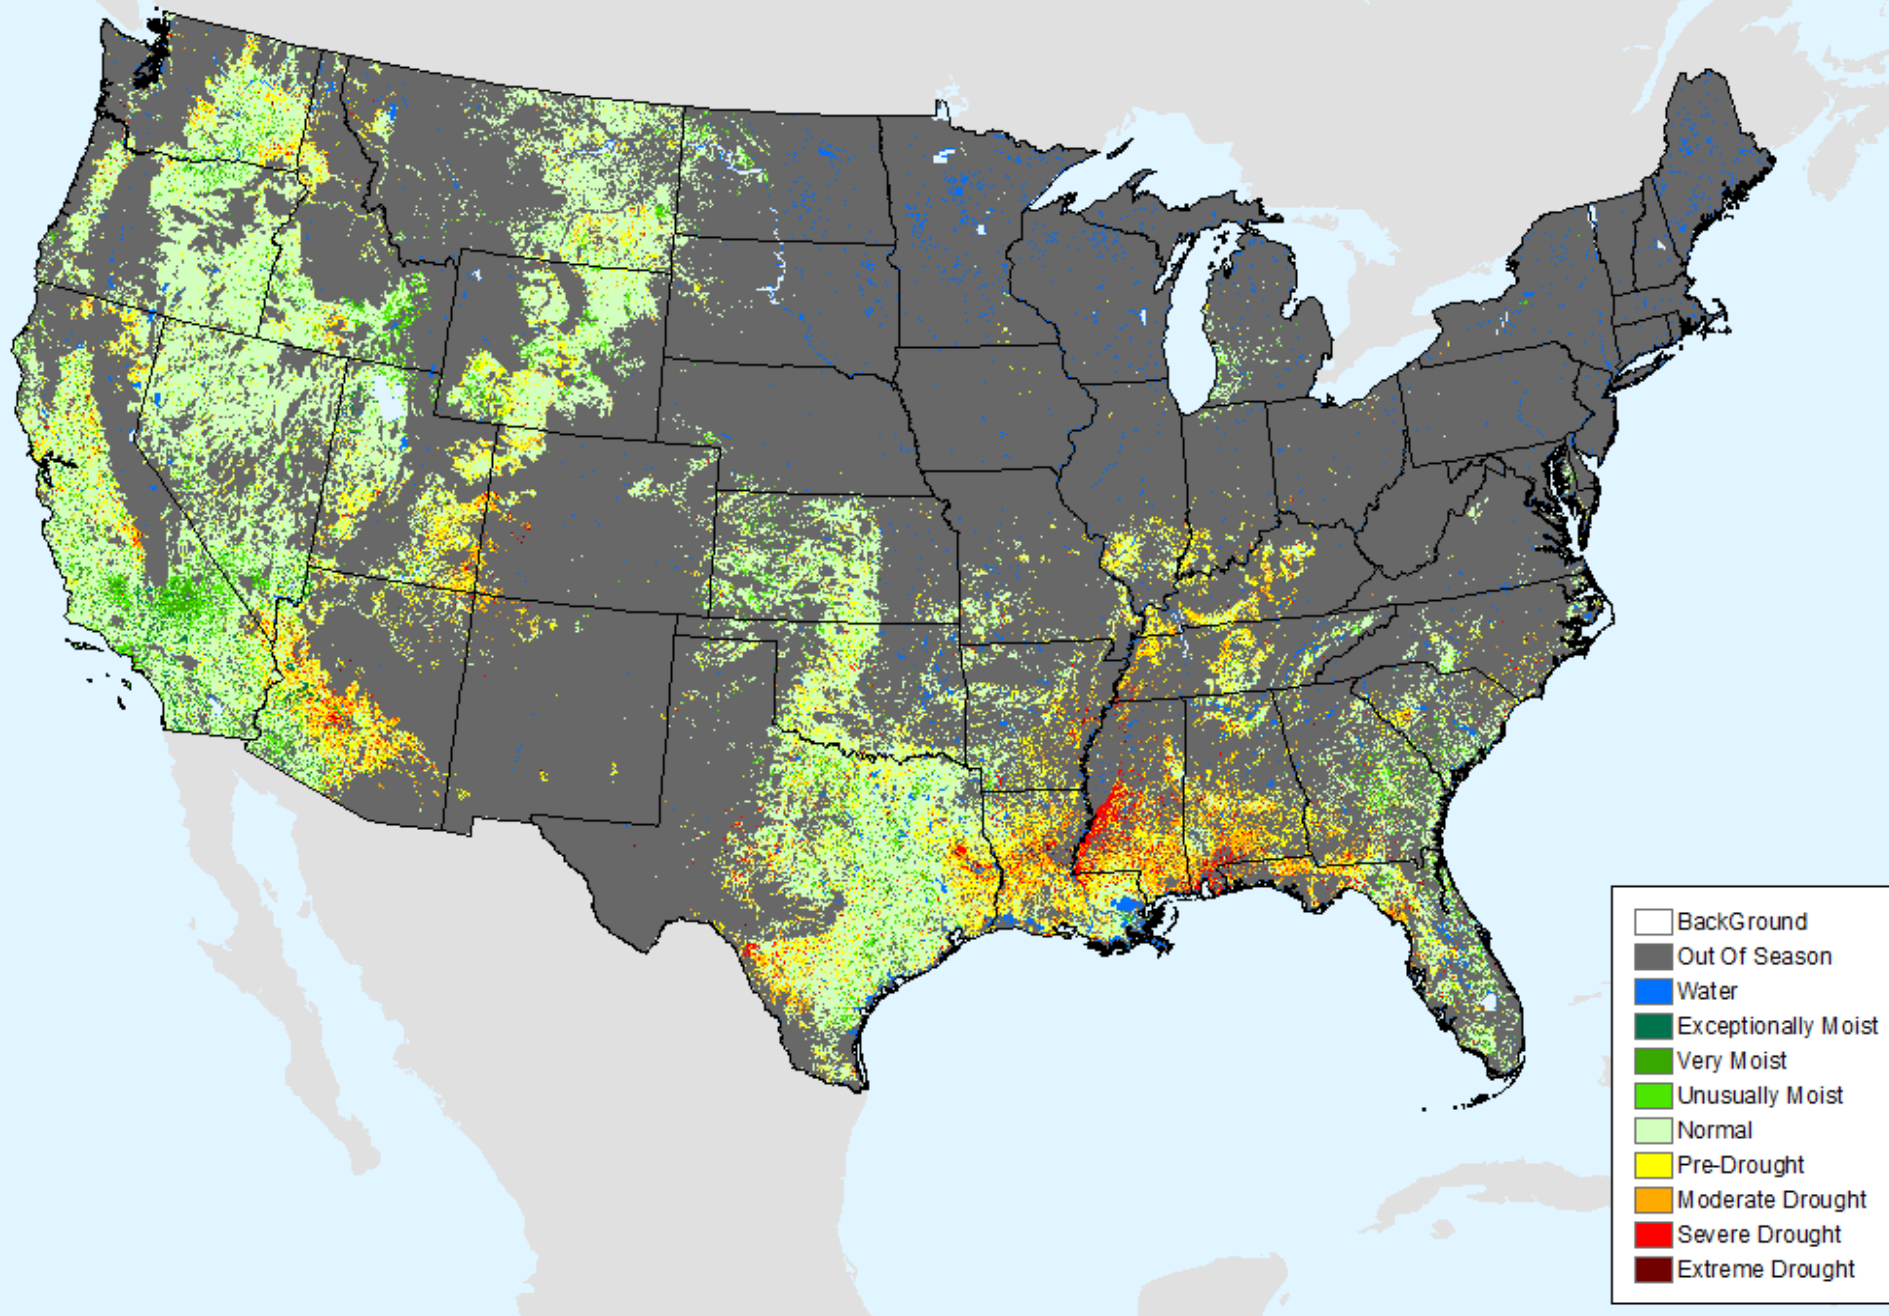 BackGround
Out Of Season
Water
Exceptionally Moist
Very Moist
Unusually Moist
Normal
Pre-Drought
Moderate Drought
Severe Drought
Extreme Drought